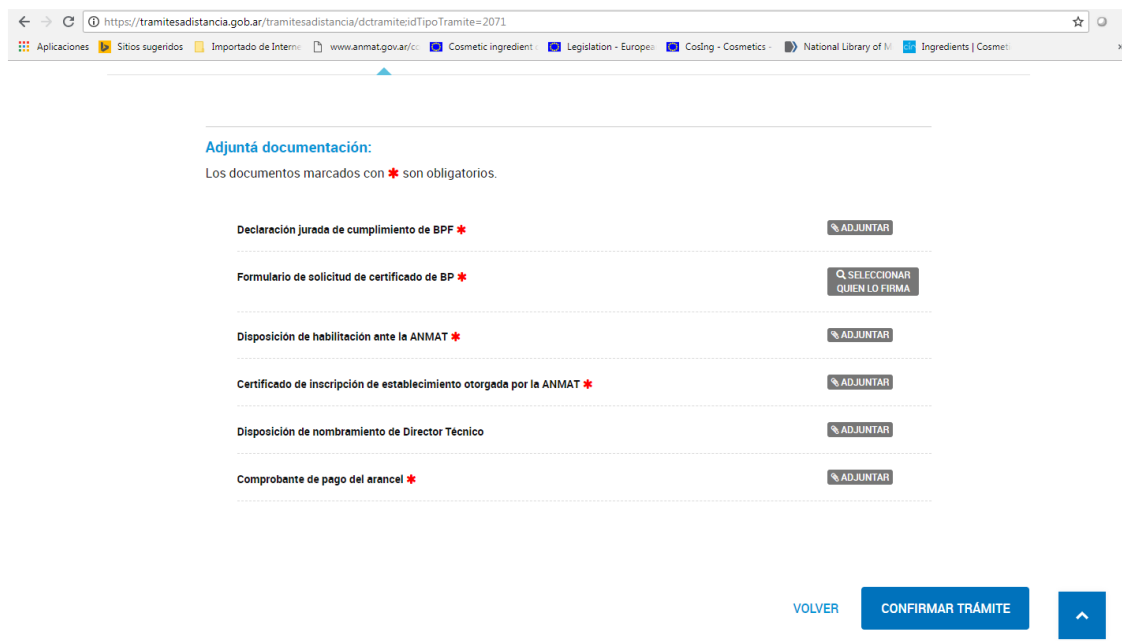 https://tramitesadistancia.gob.ar/tramitesadistancia/dctramite;idTipoTramite=2071
Aplicaciones Sitios sugeridos Importado de Interne www.anmat.gov.ar/co Cosmetic ingredient Legislation - Europea CosIng - Cosmetics - National Library of M cir Ingredients | Cosmeti »
Adjuntá documentación:
Los documentos marcados con * son obligatorios.
Declaración jurada de cumplimiento de BPF * ADJUNTAR
Formulario de solicitud de certificado de BP * SELECCIONAR
QUIEN LO FIRMA
Disposición de habilitación ante la ANMAT * ADJUNTAR
Certificado de inscripción de establecimiento otorgada por la ANMAT * ADJUNTAR
Disposición de nombramiento de Director Técnico ADJUNTAR
Comprobante de pago del arancel * ADJUNTAR
VOLVER CONFIRMAR TRÁMITE